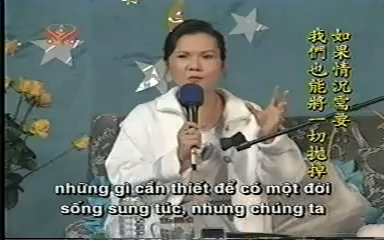 如果情況需要
我們也能將一切拋掉
những gì cần thiết để có một đời
sống sung túc, nhưng chúng ta